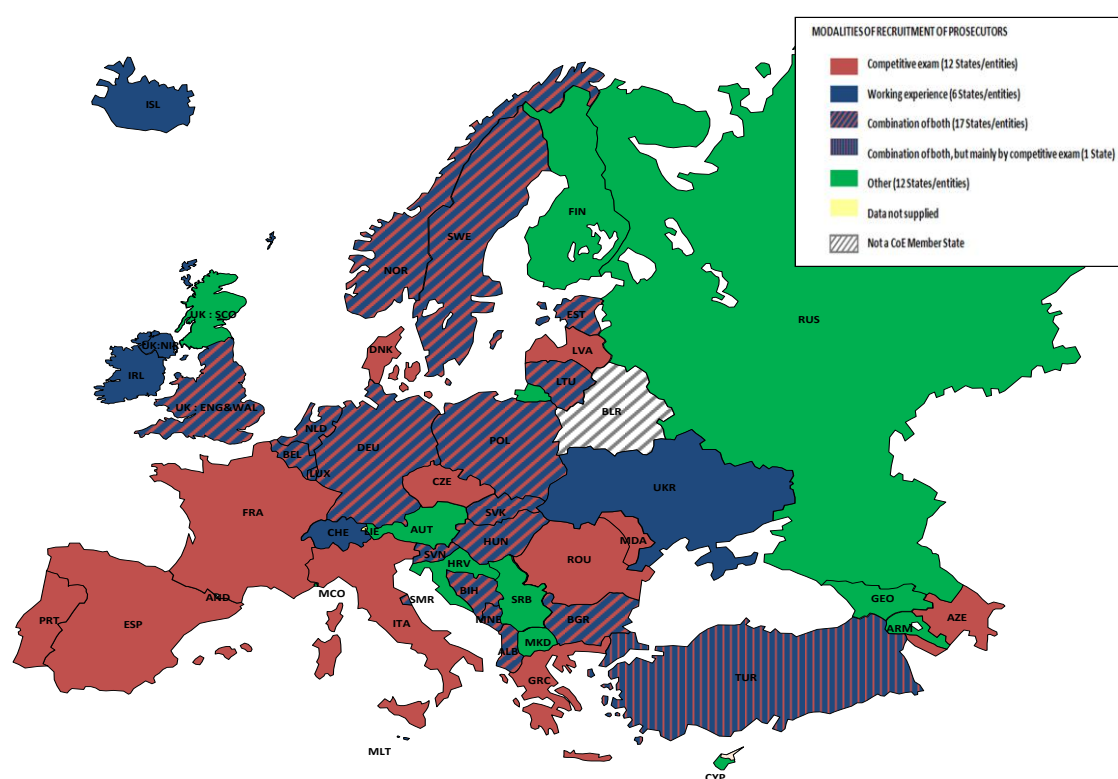 MODALITIES OF RECRUITMENT OF PROSECUTORS
Competitive exam (12 States/entities)
Working experience (6 States/entities)
Combination of both (17 States/entities)
Combination of both, but mainly by competitive exam (1 State)
Other (12 States/entities)
Data not supplied
Not a CoE Member State
ISL
FIN
SWE
NOR
UK : SCO
EST
RUS
UK:NIR
DNK
LVA
IRL
LTU
UK : ENG&WAL
BLR
NLD
DEU
POL
BEL
LUX
CZE
UKR
FRA
SVK
CHE
LIE
AUT
HUN
MDA
SVN
ROU
HRV
BIH
MCO
AND
SMR
SRB
GEO
PRT
ESP
ITA
MNE
BGR
AZE
ARM
ALB
MKD
GRC
TUR
MLT
CYP